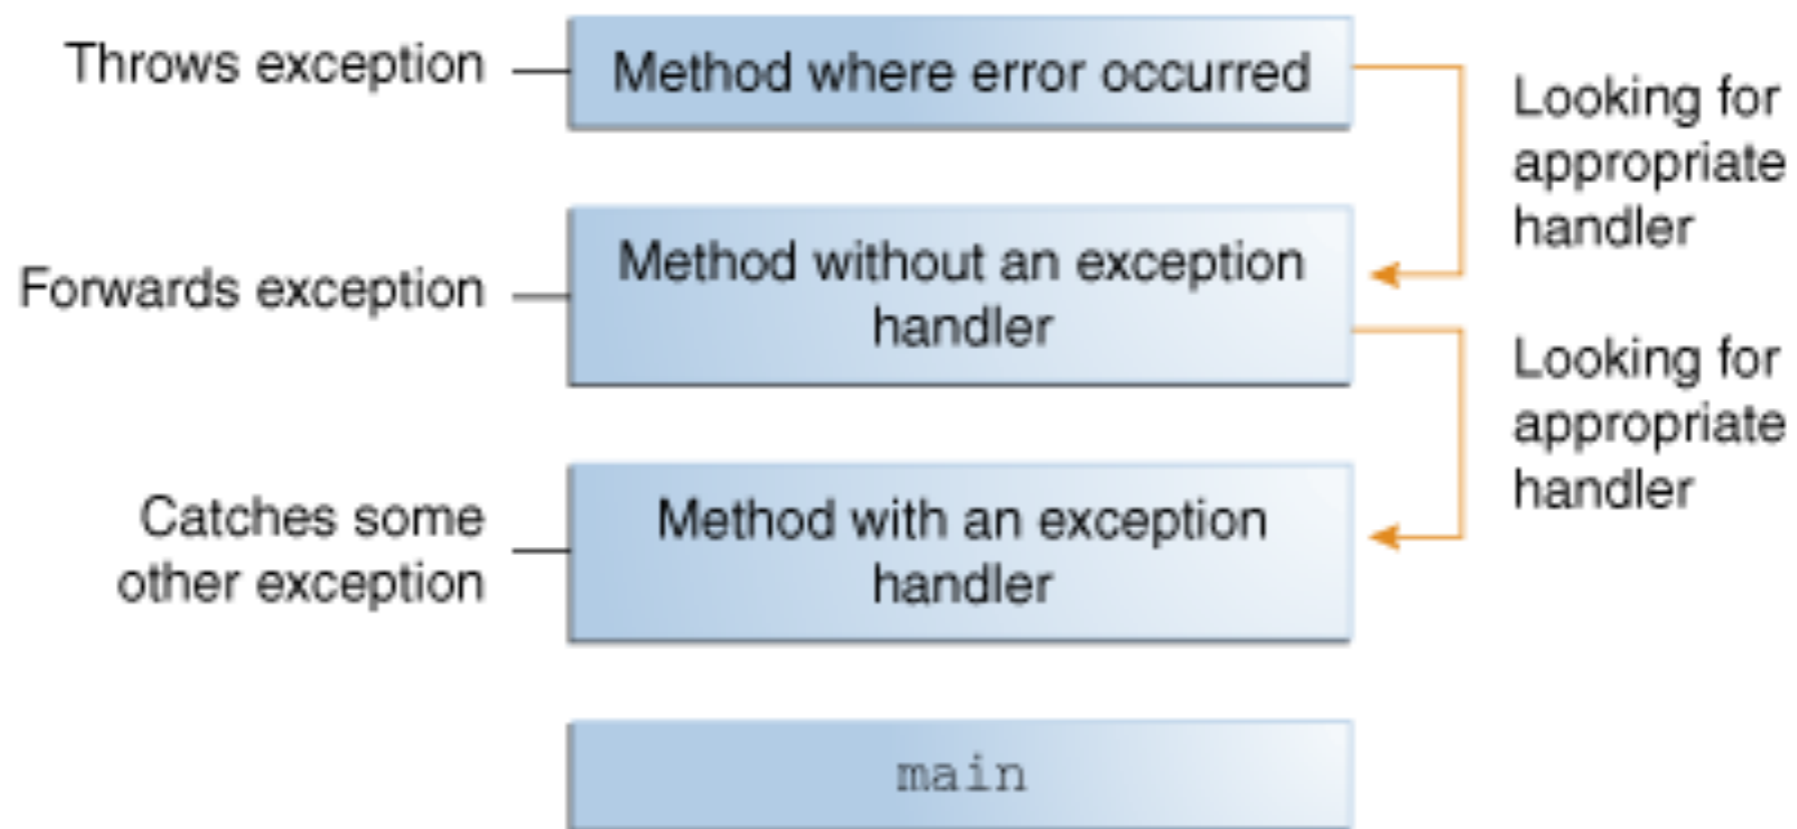 Throws exception
Method where error occurred
Looking for
appropriate
handler
Forwards exception
Method without an exception
handler
Looking for
appropriate
handler
Catches some
other exception
Method with an exception
handler
main